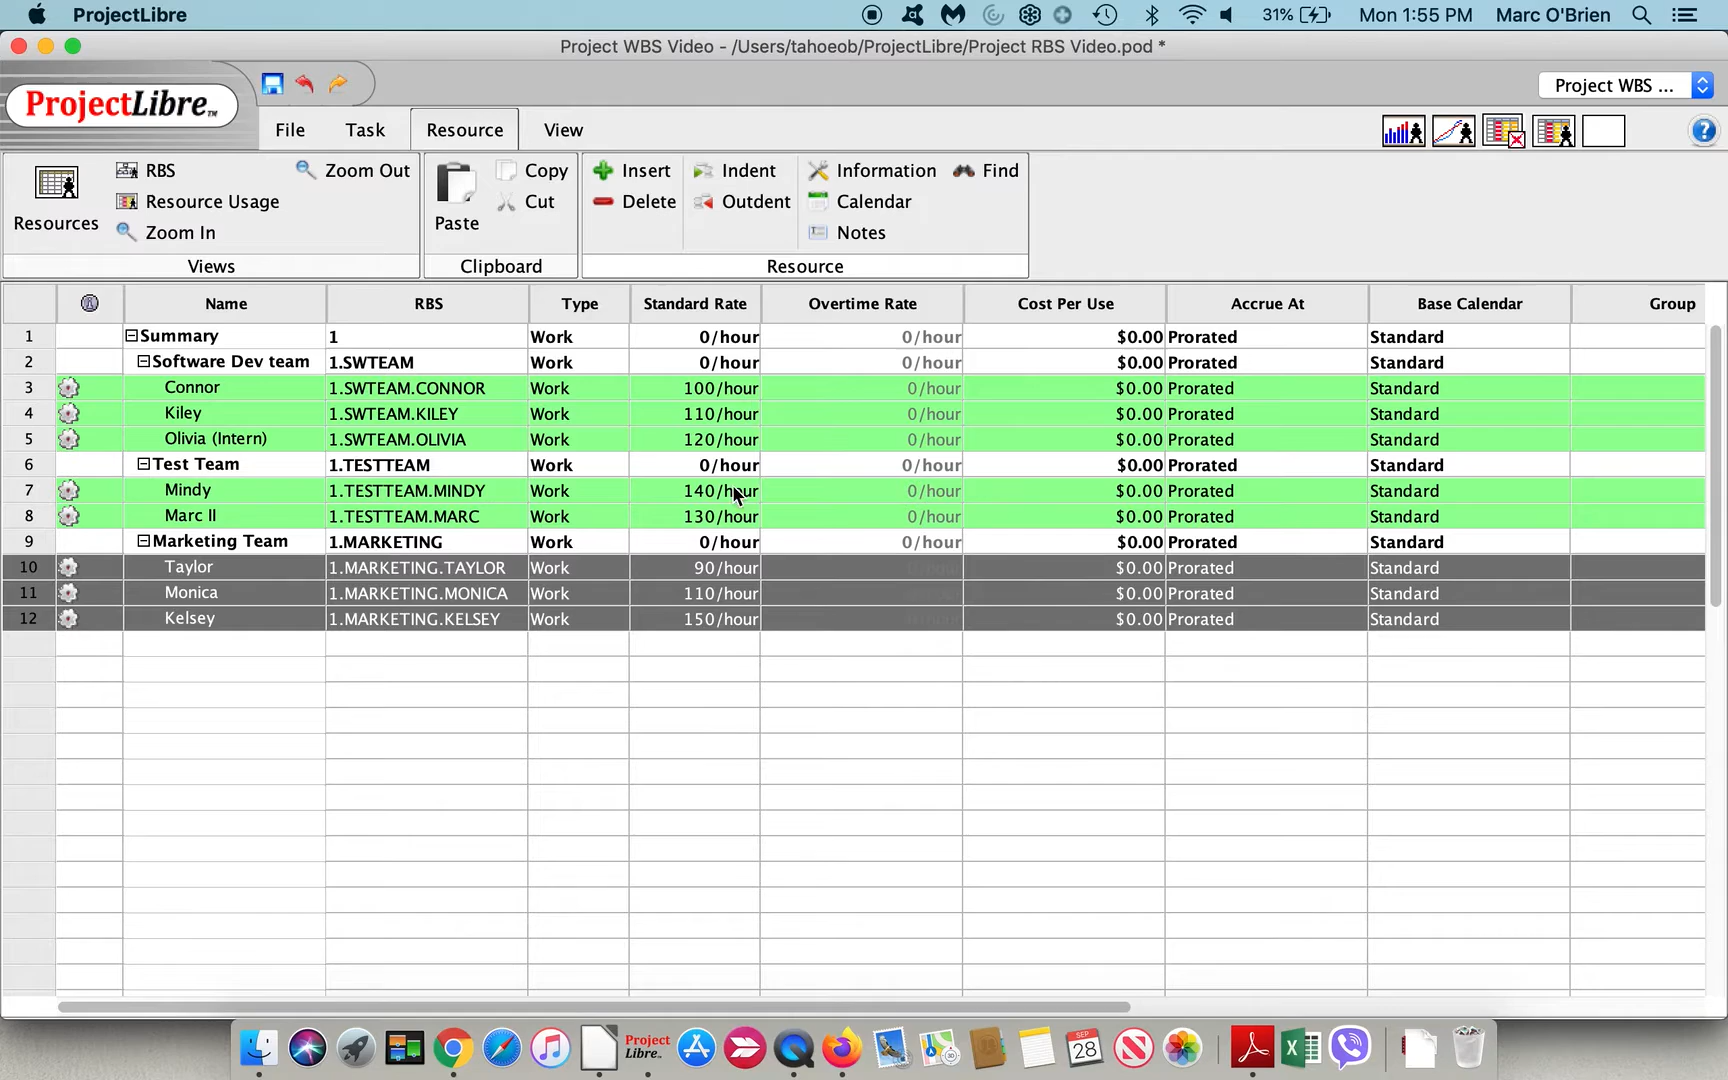 ProjectLibre 31% Mon 1:55 PM Marc O'Brien
Project WBS Video - /Users/tahoeob/ProjectLibre/Project RBS Video.pod *
ProjectLibre™ Project WBS ...
File Task Resource View ?
RBS Zoom Out Copy Insert Indent Information Find
Resources Resource Usage Paste Cut Delete Outdent Calendar
Zoom In Notes
Views Clipboard Resource
Name RBS Type Standard Rate Overtime Rate Cost Per Use Accrue At Base Calendar Group
1 Summary 1 Work 0/hour 0/hour $0.00 Prorated Standard
2 Software Dev team 1.SWTEAM Work 0/hour 0/hour $0.00 Prorated Standard
3 Connor 1.SWTEAM.CONNOR Work 100/hour 0/hour $0.00 Prorated Standard
4 Kiley 1.SWTEAM.KILEY Work 110/hour 0/hour $0.00 Prorated Standard
5 Olivia (Intern) 1.SWTEAM.OLIVIA Work 120/hour 0/hour $0.00 Prorated Standard
6 Test Team 1.TESTTEAM Work 0/hour 0/hour $0.00 Prorated Standard
7 Mindy 1.TESTTEAM.MINDY Work 140/hour 0/hour $0.00 Prorated Standard
8 Marc II 1.TESTTEAM.MARC Work 130/hour 0/hour $0.00 Prorated Standard
9 Marketing Team 1.MARKETING Work 0/hour 0/hour $0.00 Prorated Standard
10 Taylor 1.MARKETING.TAYLOR Work 90/hour $0.00 Prorated Standard
11 Monica 1.MARKETING.MONICA Work 110/hour $0.00 Prorated Standard
12 Kelsey 1.MARKETING.KELSEY Work 150/hour $0.00 Prorated Standard
Project Libre™ SEP 28